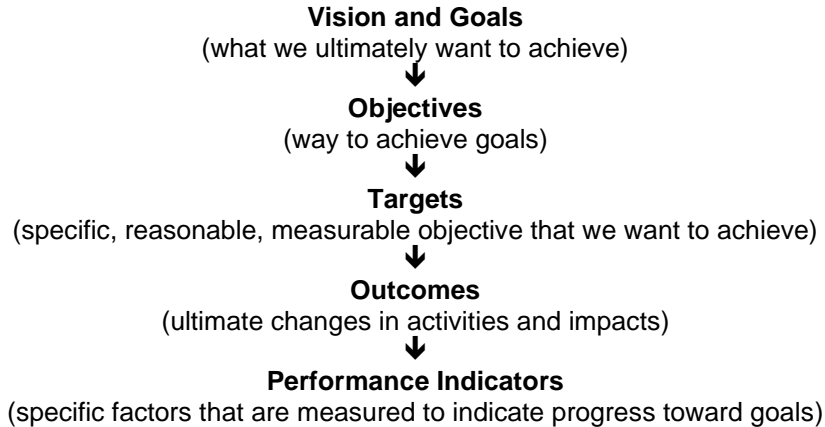 Vision and Goals
(what we ultimately want to achieve)
Objectives
(way to achieve goals)
Targets
(specific, reasonable, measurable objective that we want to achieve)
Outcomes
(ultimate changes in activities and impacts)
Performance Indicators
(specific factors that are measured to indicate progress toward goals)